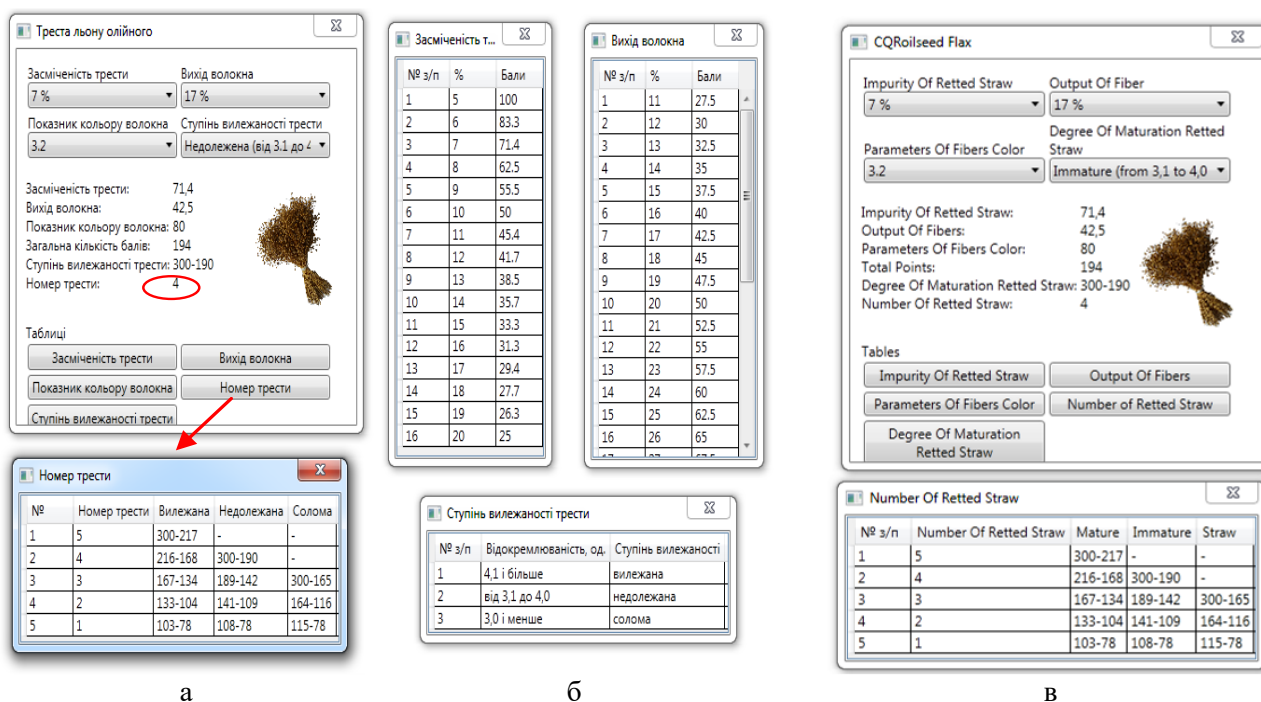 Треста льону олійного
Засміченість трести Вихід волокна
7 % 17 %
Показник кольору волокна Ступінь вилежаності трести
3.2 Недолежена (від 3.1 до 4
Засміченість трести: 71,4
Вихід волокна: 42,5
Показник кольору волокна: 80
Загальна кількість балів: 194
Ступінь вилежаності трести: 300-190
Номер трести: 4
Таблиці
Засміченість трести Вихід волокна
Показник кольору волокна Номер трести
Ступінь вилежаності трести
Номер трести
№ Номер трести Вилежана Недолежана Солома
1 5 300-217 - -
2 4 216-168 300-190 -
3 3 167-134 189-142 300-165
4 2 133-104 141-109 164-116
5 1 103-78 108-78 115-78
а
Засміченість т...
№ з/п % Бали
1 5 100
2 6 83.3
3 7 71.4
4 8 62.5
5 9 55.5
6 10 50
7 11 45.4
8 12 41.7
9 13 38.5
10 14 35.7
11 15 33.3
12 16 31.3
13 17 29.4
14 18 27.7
15 19 26.3
16 20 25
Вихід волокна
№ з/п % Бали
1 11 27.5
2 12 30
3 13 32.5
4 14 35
5 15 37.5
6 16 40
7 17 42.5
8 18 45
9 19 47.5
10 20 50
11 21 52.5
12 22 55
13 23 57.5
14 24 60
15 25 62.5
16 26 65
Ступінь вилежаності трести
№ з/п Відокремлюваність, од. Ступінь вилежаності
1 4,1 і більше вилежана
2 від 3,1 до 4,0 недолежана
3 3,0 і менше солома
б
CQRoilseed Flax
Impurity Of Retted Straw Output Of Fiber
7 % 17 %
Parameters Of Fibers Color Degree Of Maturation Retted
Straw
3.2 Immature (from 3,1 to 4,0
Impurity Of Retted Straw: 71,4
Output Of Fibers: 42,5
Parameters Of Fibers Color: 80
Total Points: 194
Degree Of Maturation Retted Straw: 300-190
Number Of Retted Straw: 4
Tables
Impurity Of Retted Straw Output Of Fibers
Parameters Of Fibers Color Number of Retted Straw
Degree Of Maturation
Retted Straw
Number Of Retted Straw
№ з/п Number Of Retted Straw Mature Immature Straw
1 5 300-217 - -
2 4 216-168 300-190 -
3 3 167-134 189-142 300-165
4 2 133-104 141-109 164-116
5 1 103-78 108-78 115-78
в